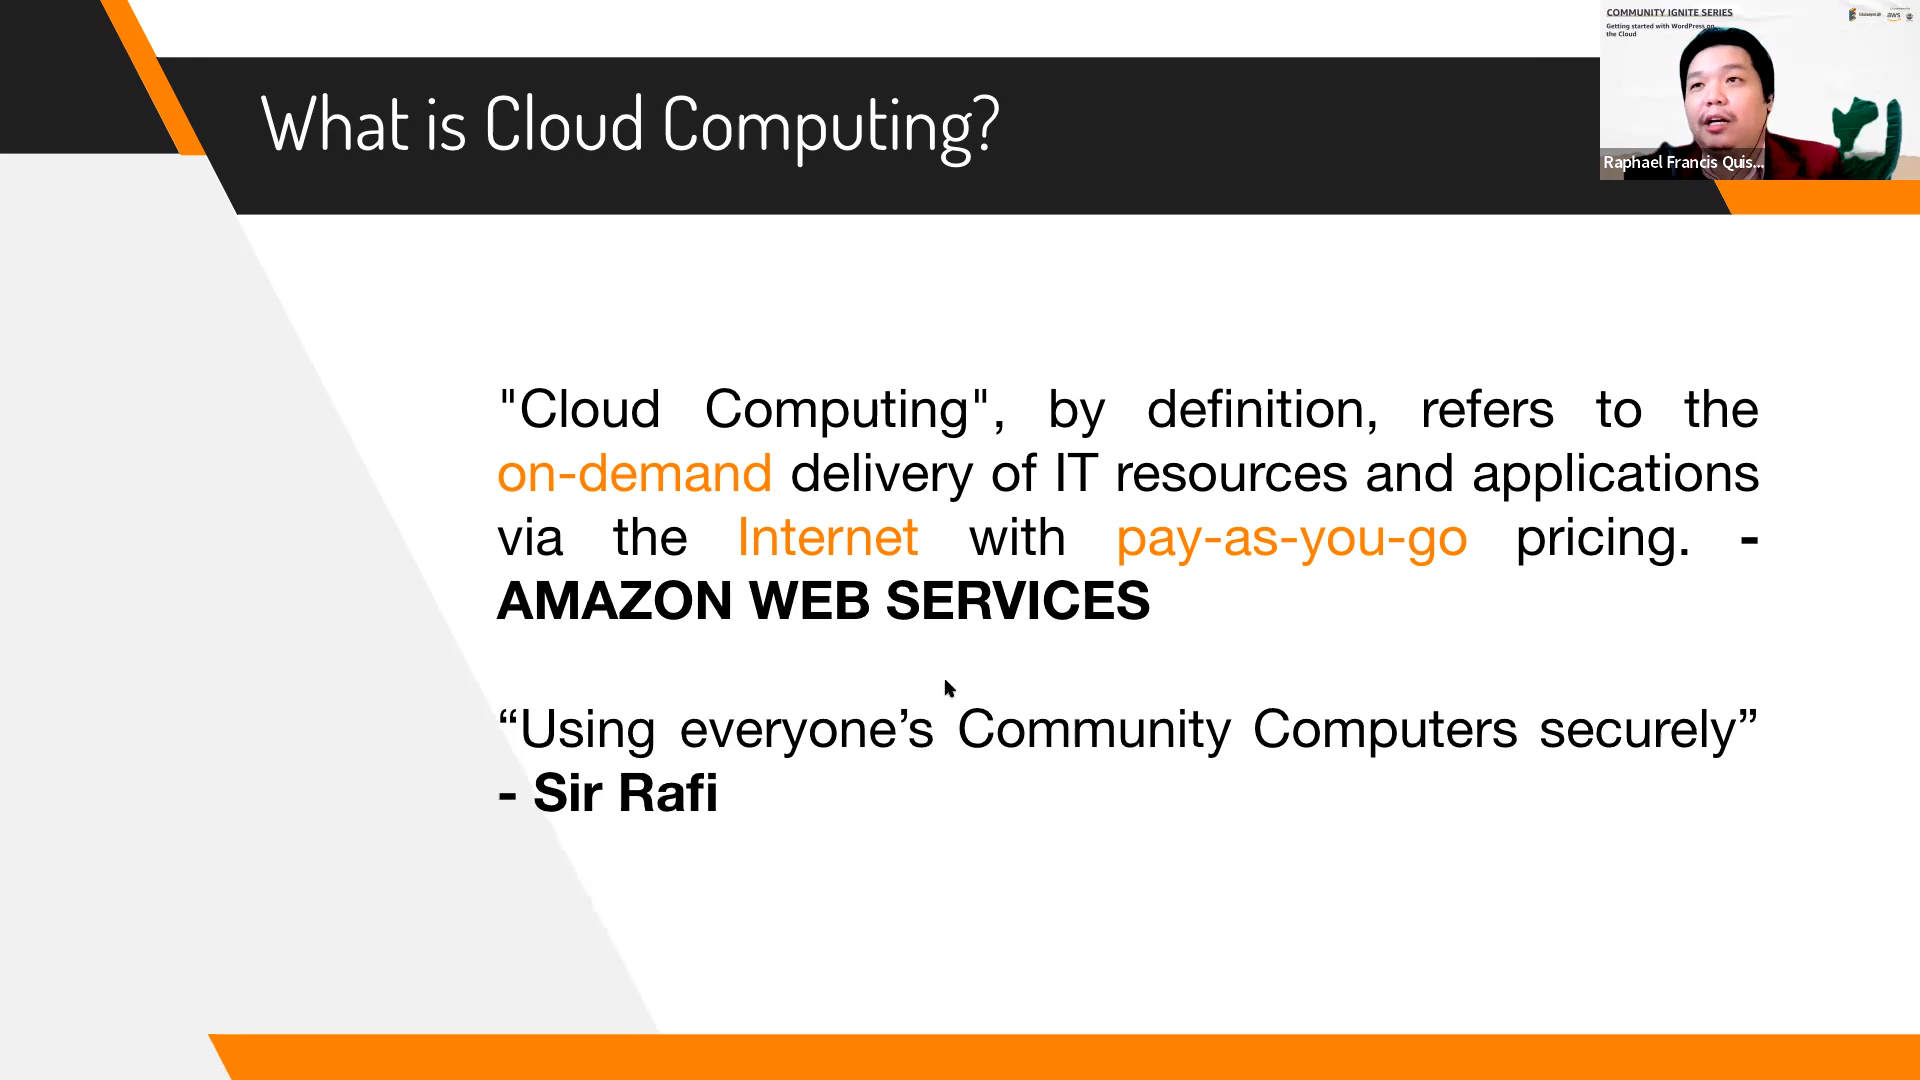 What is Cloud Computing?
COMMUNITY IGNITE SERIES
Getting started with WordPress on
the Cloud
aws
Raphael Francis Quis...
"Cloud Computing", by definition, refers to the
on-demand delivery of IT resources and applications
via the Internet with pay-as-you-go pricing. -
AMAZON WEB SERVICES
“Using everyone’s Community Computers securely”
- Sir Rafi